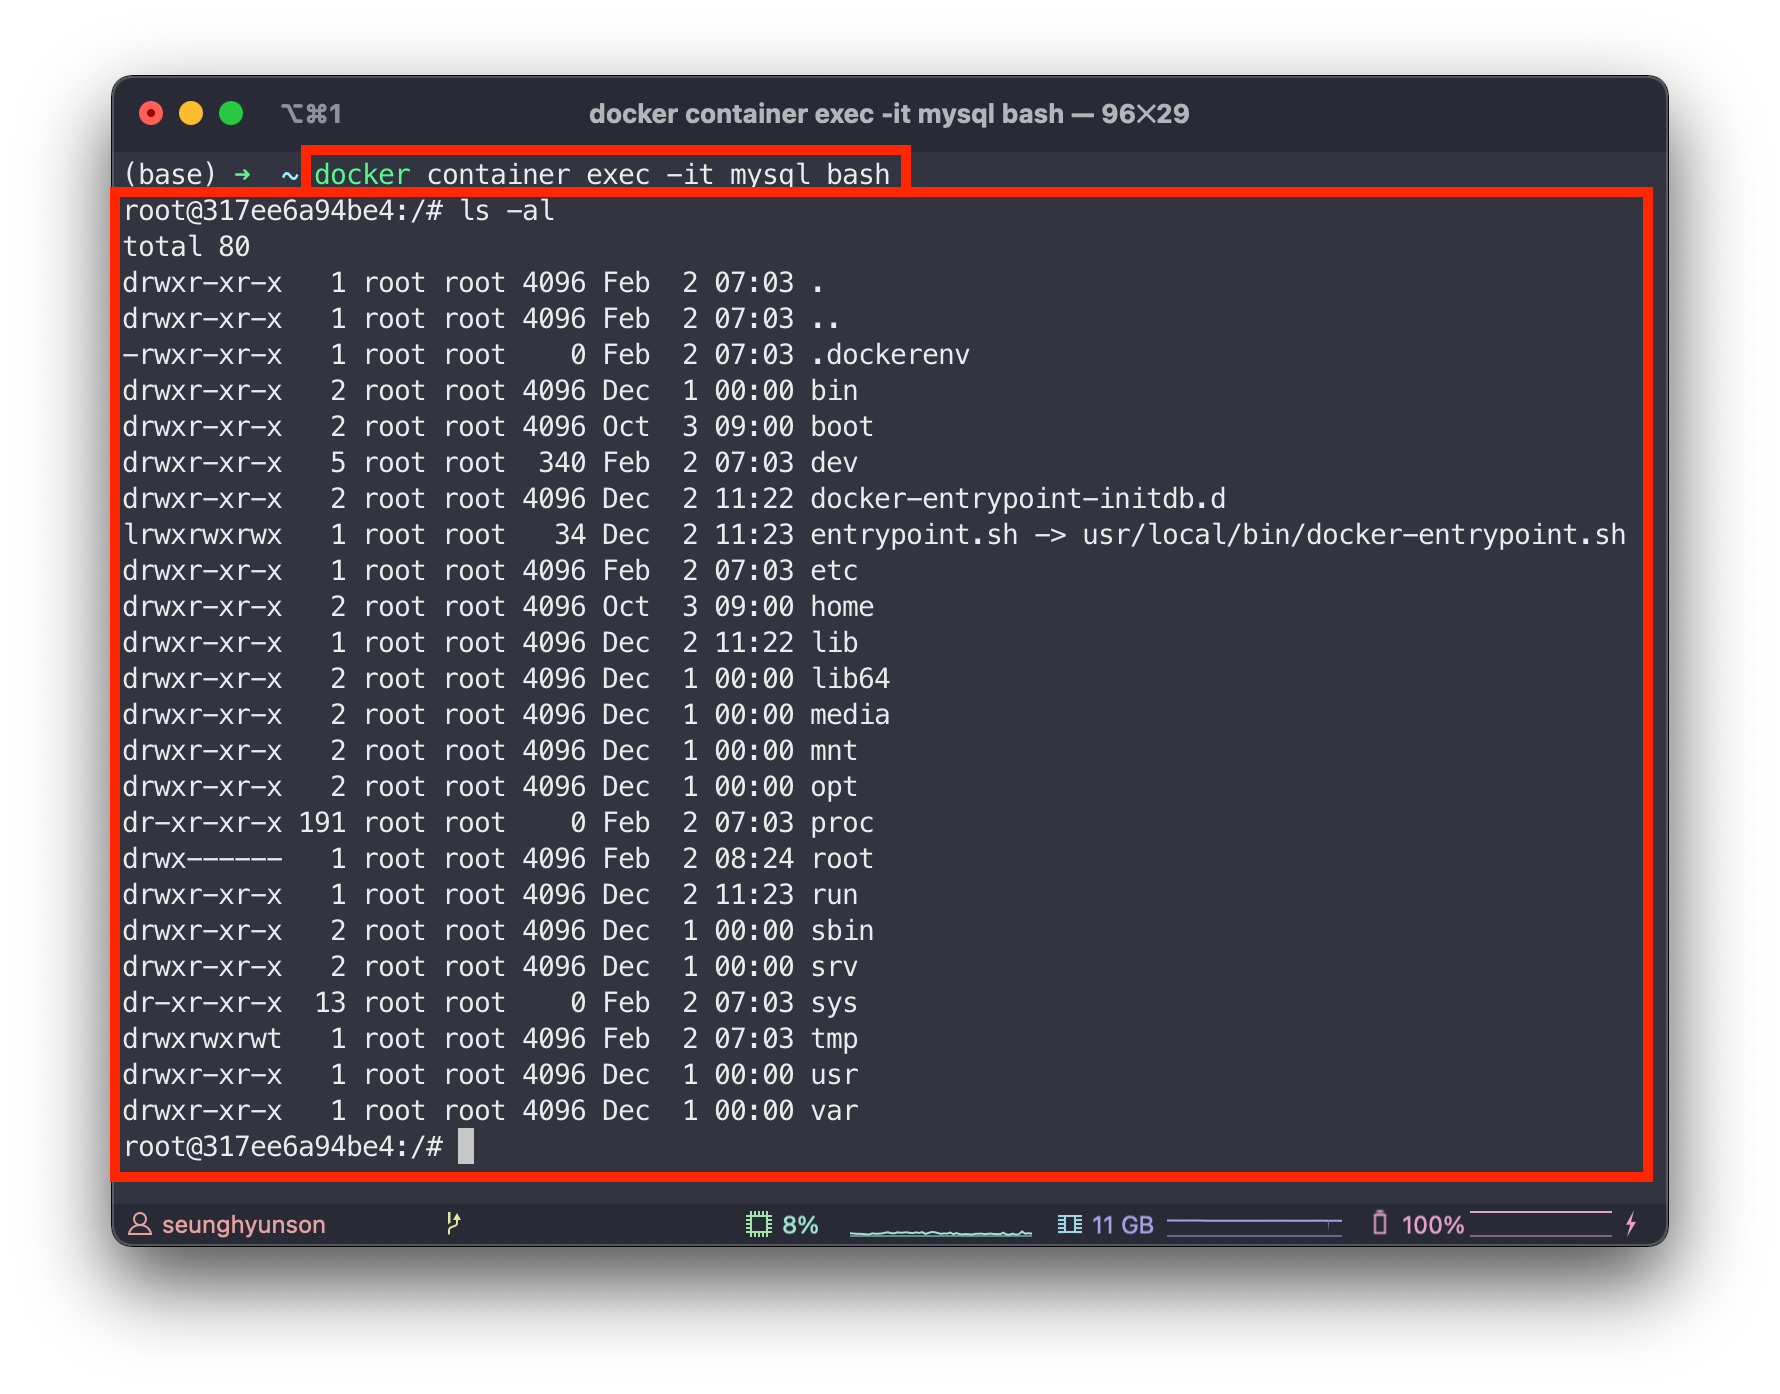 ⌥⌘1 docker container exec -it mysql bash — 96✕29
(base) ➜  ~ docker container exec -it mysql bash
root@317ee6a94be4:/# ls -al
total 80
drwxr-xr-x   1 root root 4096 Feb  2 07:03 .
drwxr-xr-x   1 root root 4096 Feb  2 07:03 ..
-rwxr-xr-x   1 root root    0 Feb  2 07:03 .dockerenv
drwxr-xr-x   2 root root 4096 Dec  1 00:00 bin
drwxr-xr-x   2 root root 4096 Oct  3 09:00 boot
drwxr-xr-x   5 root root  340 Feb  2 07:03 dev
drwxr-xr-x   2 root root 4096 Dec  2 11:22 docker-entrypoint-initdb.d
lrwxrwxrwx   1 root root   34 Dec  2 11:23 entrypoint.sh -> usr/local/bin/docker-entrypoint.sh
drwxr-xr-x   1 root root 4096 Feb  2 07:03 etc
drwxr-xr-x   2 root root 4096 Oct  3 09:00 home
drwxr-xr-x   1 root root 4096 Dec  2 11:22 lib
drwxr-xr-x   2 root root 4096 Dec  1 00:00 lib64
drwxr-xr-x   2 root root 4096 Dec  1 00:00 media
drwxr-xr-x   2 root root 4096 Dec  1 00:00 mnt
drwxr-xr-x   2 root root 4096 Dec  1 00:00 opt
dr-xr-xr-x 191 root root    0 Feb  2 07:03 proc
drwx------   1 root root 4096 Feb  2 08:24 root
drwxr-xr-x   1 root root 4096 Dec  2 11:23 run
drwxr-xr-x   2 root root 4096 Dec  1 00:00 sbin
drwxr-xr-x   2 root root 4096 Dec  1 00:00 srv
dr-xr-xr-x  13 root root    0 Feb  2 07:03 sys
drwxrwxrwt   1 root root 4096 Feb  2 07:03 tmp
drwxr-xr-x   1 root root 4096 Dec  1 00:00 usr
drwxr-xr-x   1 root root 4096 Dec  1 00:00 var
root@317ee6a94be4:/#
seunghyunson 8% 11 GB 100%